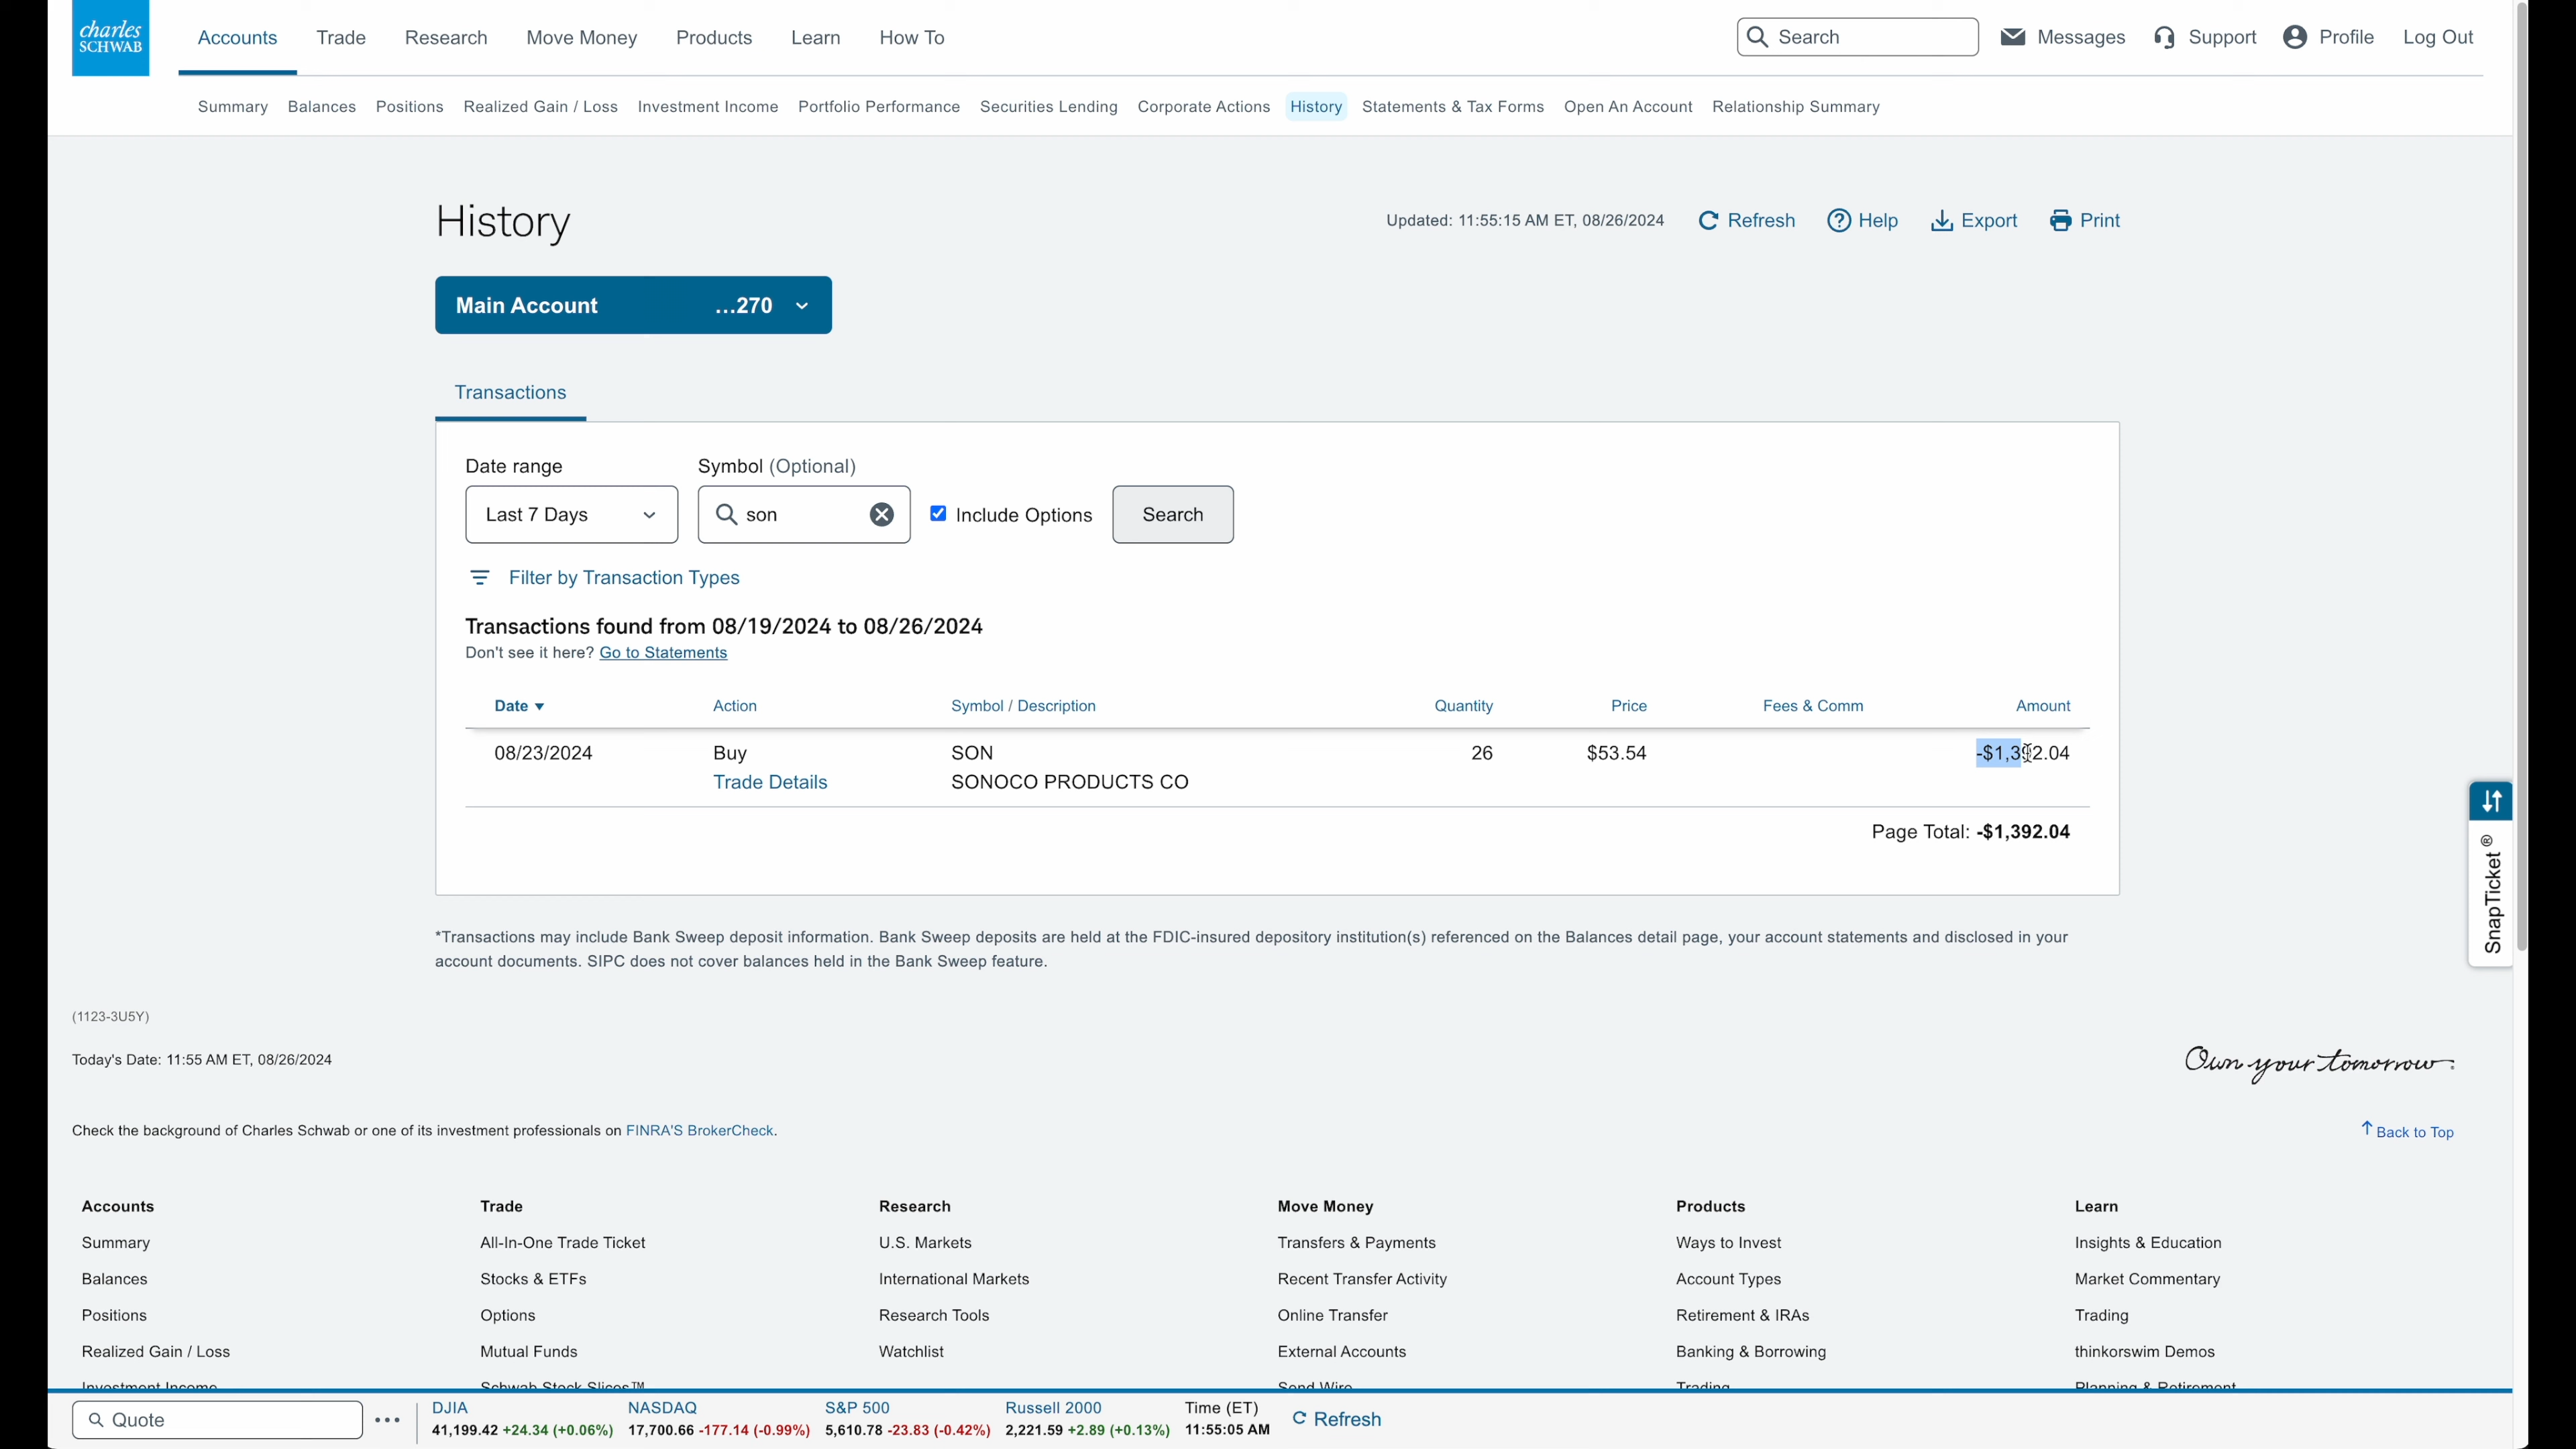 charles
SCHWAB
Accounts Trade Research Move Money Products Learn How To
Search Messages Support Profile Log Out
Summary Balances Positions Realized Gain / Loss Investment Income Portfolio Performance Securities Lending Corporate Actions History Statements & Tax Forms Open An Account Relationship Summary
History
Updated: 11:55:15 AM ET, 08/26/2024 Refresh Help Export Print
Main Account ...270
Transactions
Date range Symbol (Optional)
Last 7 Days son Include Options Search
Filter by Transaction Types
Transactions found from 08/19/2024 to 08/26/2024
Don't see it here? Go to Statements
Date Action Symbol / Description Quantity Price Fees & Comm Amount
08/23/2024 Buy SON 26 $53.54 -$1,392.04
Trade Details SONOCO PRODUCTS CO
Page Total: -$1,392.04
SnapTicket ®
*Transactions may include Bank Sweep deposit information. Bank Sweep deposits are held at the FDIC-insured depository institution(s) referenced on the Balances detail page, your account statements and disclosed in your
account documents. SIPC does not cover balances held in the Bank Sweep feature.
(1123-3U5Y)
Today's Date: 11:55 AM ET, 08/26/2024
Own your tomorrow.
Check the background of Charles Schwab or one of its investment professionals on FINRA'S BrokerCheck.
Back to Top
Accounts Trade Research Move Money Products Learn
Summary All-In-One Trade Ticket U.S. Markets Transfers & Payments Ways to Invest Insights & Education
Balances Stocks & ETFs International Markets Recent Transfer Activity Account Types Market Commentary
Positions Options Research Tools Online Transfer Retirement & IRAs Trading
Realized Gain / Loss Mutual Funds Watchlist External Accounts Banking & Borrowing thinkorswim Demos
Investment Income Schwab Stock Slices™ Send Wire Trading Planning & Retirement
Quote
DJIA NASDAQ S&P 500 Russell 2000 Time (ET)
41,199.42 +24.34 (+0.06%) 17,700.66 -177.14 (-0.99%) 5,610.78 -23.83 (-0.42%) 2,221.59 +2.89 (+0.13%) 11:55:05 AM
Refresh